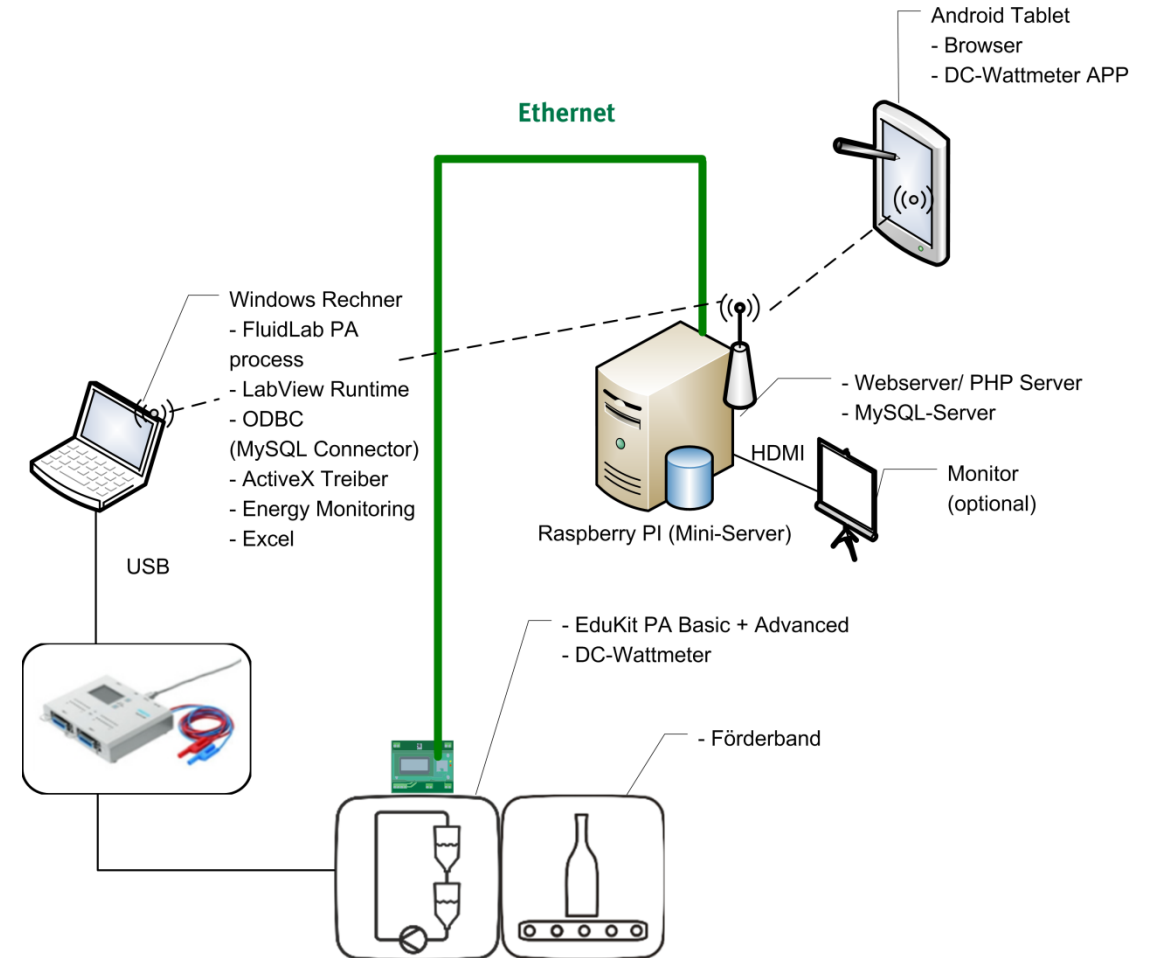 Android Tablet
- Browser
- DC-Wattmeter APP
Ethernet
Windows Rechner
- FluidLab PA
process
- LabView Runtime
- ODBC
(MySQL Connector)
- ActiveX Treiber
- Energy Monitoring
- Excel
- Webserver/ PHP Server
- MySQL-Server
HDMI
Monitor
(optional)
Raspberry PI (Mini-Server)
USB
- EduKit PA Basic + Advanced
- DC-Wattmeter
- Förderband